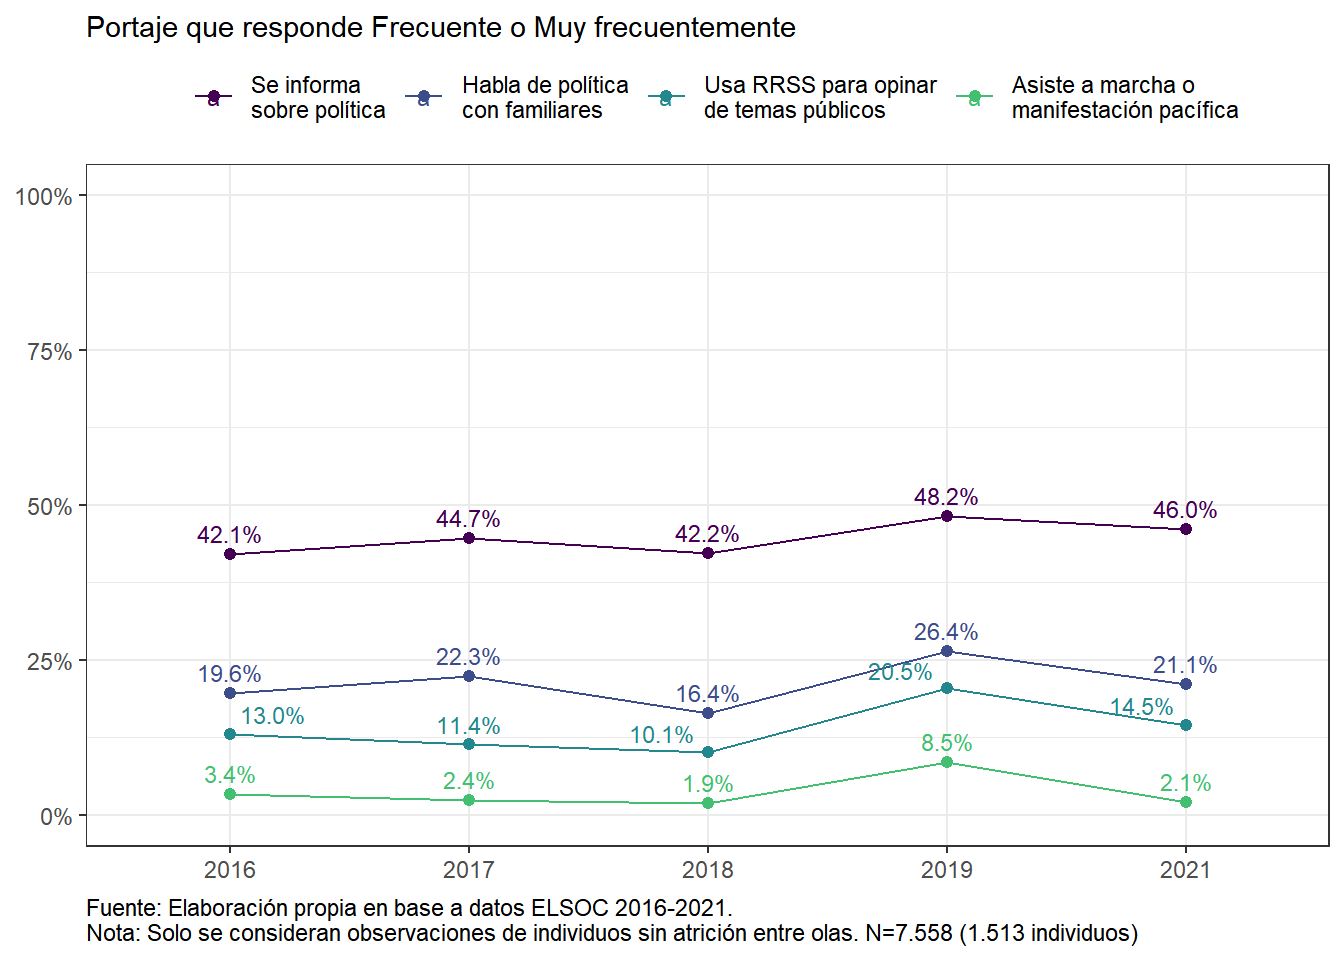 Portaje que responde Frecuente o Muy frecuentemente
a Se informa sobre política
a Habla de política con familiares
a Usa RRSS para opinar de temas públicos
a Asiste a marcha o manifestación pacífica
100%
75%
50%
25%
0%
42.1% 44.7% 42.2% 48.2% 46.0%
19.6% 22.3% 16.4% 26.4% 21.1%
13.0% 11.4% 10.1% 20.5% 14.5%
3.4% 2.4% 1.9% 8.5% 2.1%
2016 2017 2018 2019 2021
Fuente: Elaboración propia en base a datos ELSOC 2016-2021.
Nota: Solo se consideran observaciones de individuos sin atrición entre olas. N=7.558 (1.513 individuos)